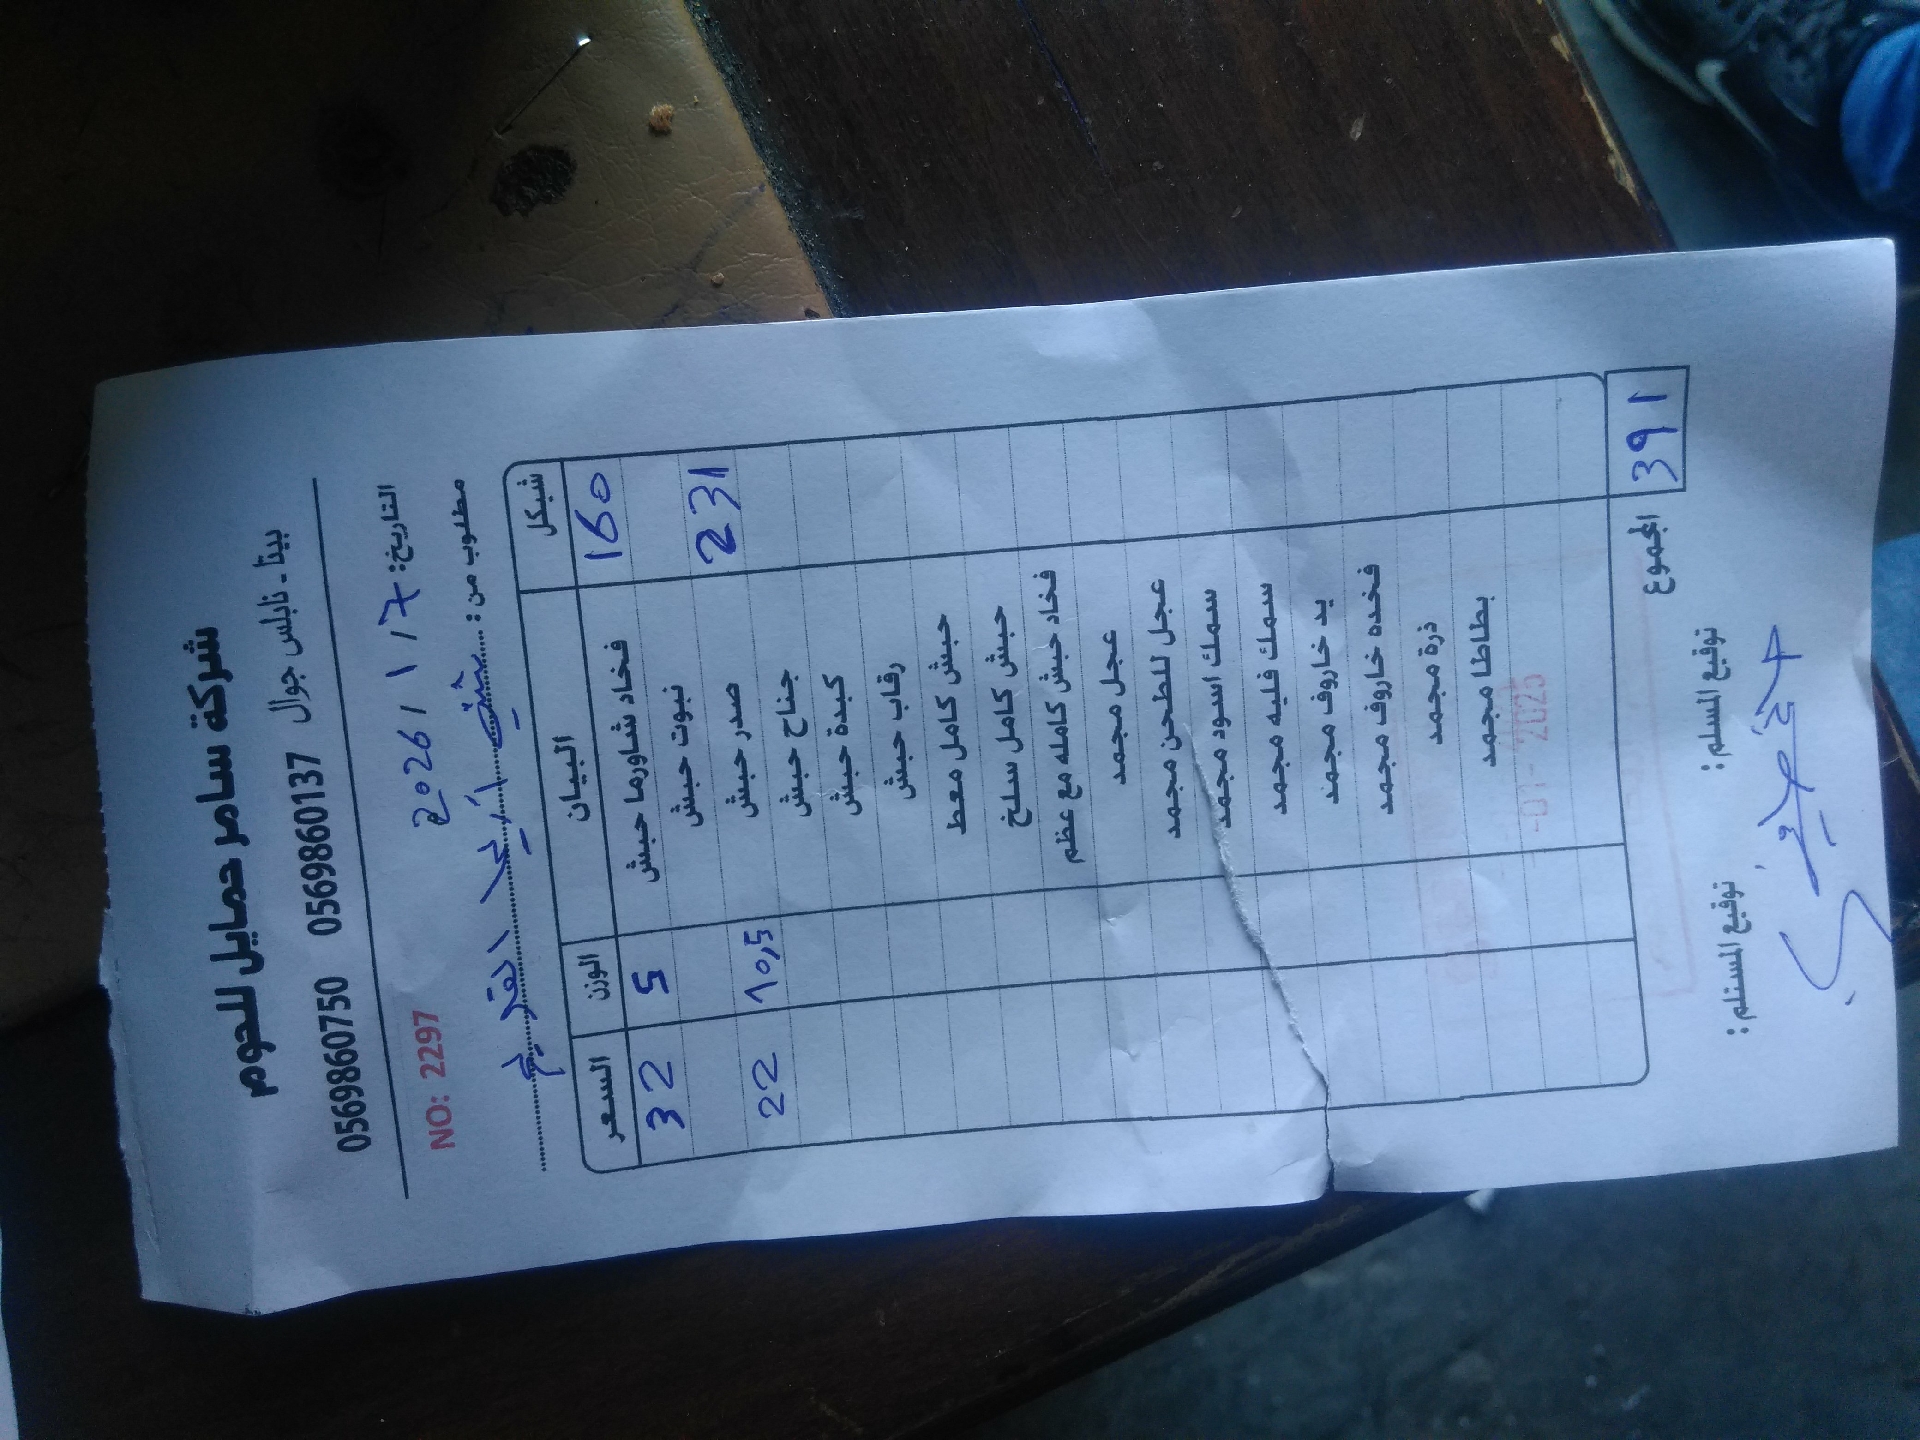 شركة سامر حمايل للحوم
بيتا - نابلس جوال 0569860137 0569860750
التاريخ: 7 / 1 / 2026
NO: 2297
مطلوب من :
شيكل البيان الوزن السعر
160 فخاد شاورما حبش 5 32
نبوت حبش
231 صدر حبش 10,5 22
جناح حبش
كبدة حبش
رقاب حبش
حبش كامل معط
حبش كامل سلخ
فخاد حبش كامله مع عظم
عجل مجمد
عجل للطحن مجمد
سمك اسود مجمد
سمك فليه مجمد
يد خاروف مجمد
فخده خاروف مجمد
ذرة مجمد
بطاطا مجمد
391 المجموع
توقيع المسلم: توقيع المستلم: